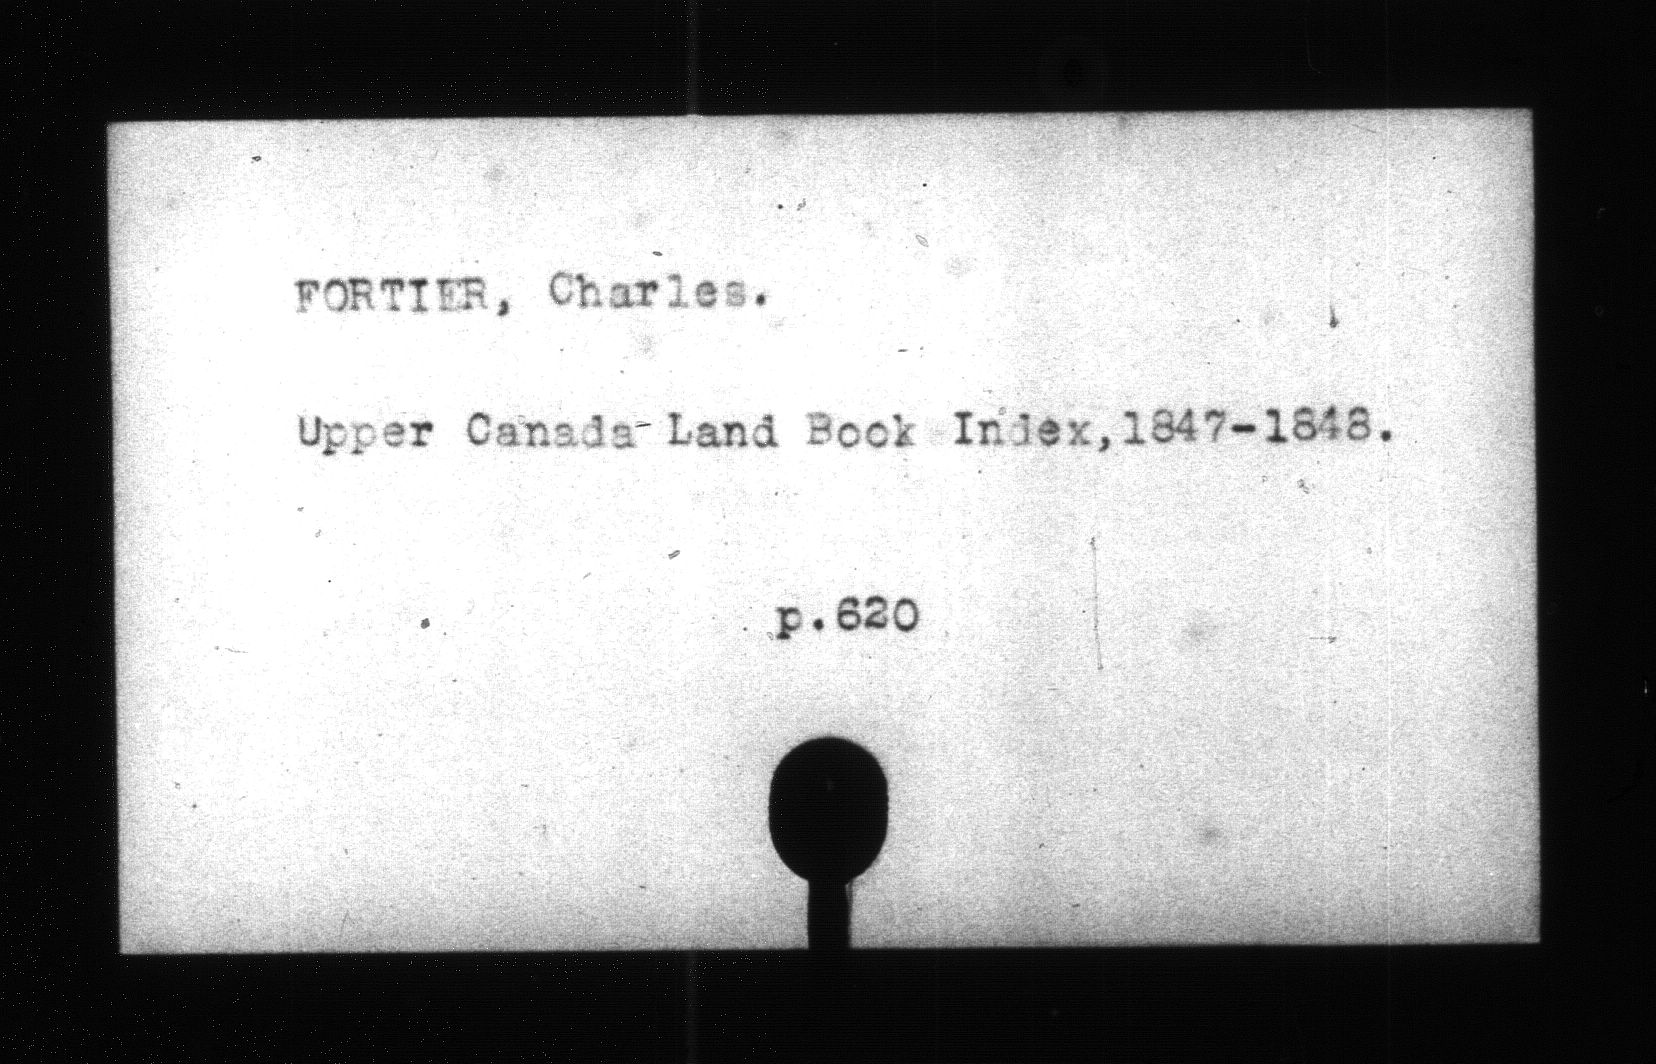 FORTIER, Charles.
Upper Canada Land Book Index,1847-1848.
p.620